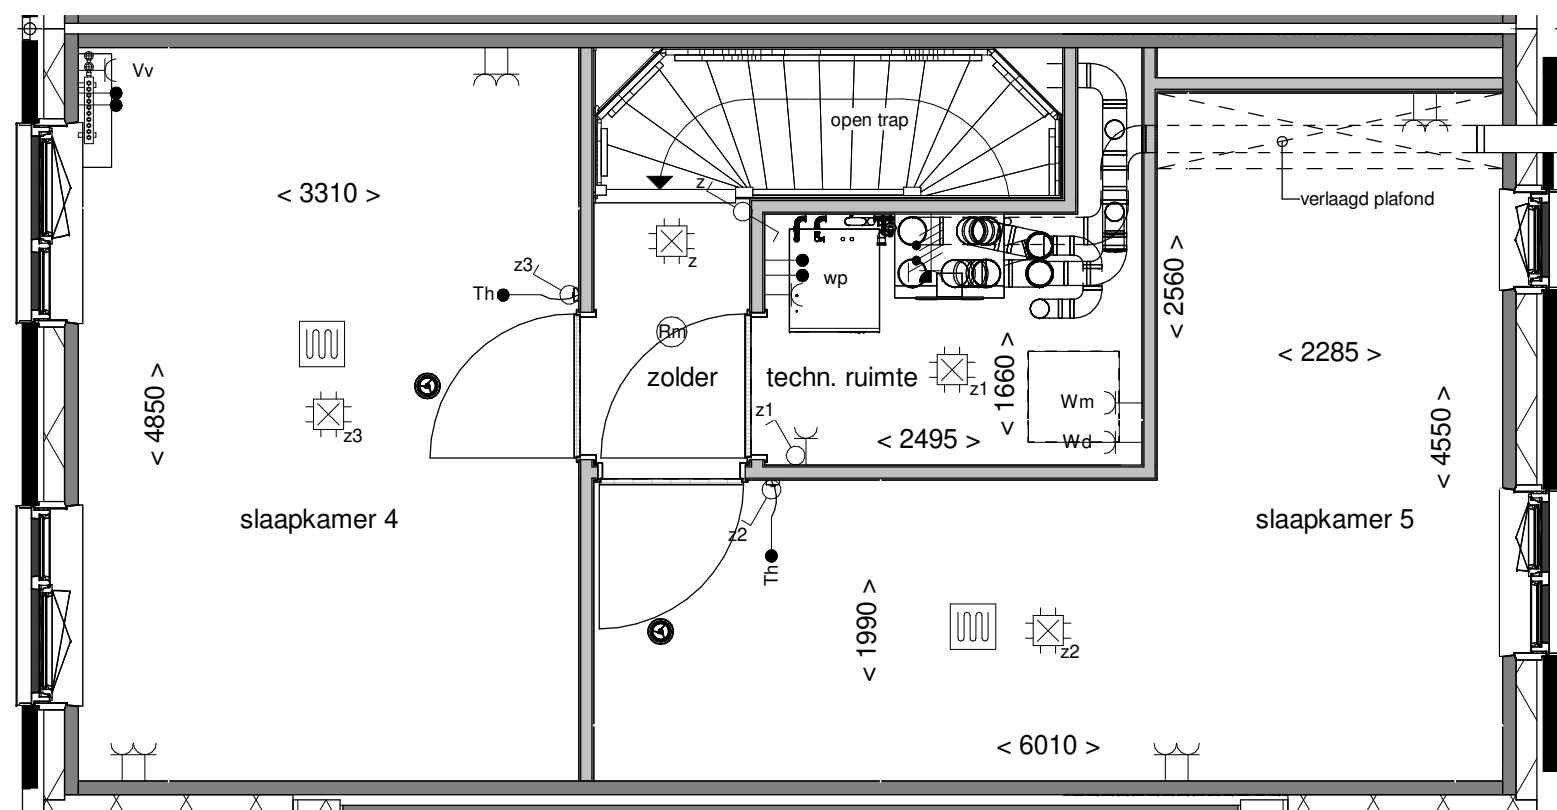 Vv
open trap
< 3310 >
z
verlaagd plafond
z
z3
Th
wp
< 2560 >
Rm
< 2285 >
zolder
techn. ruimte
z1
< 1660 >
Wm
< 4850 >
z3
z1
< 2495 >
Wd
< 4550 >
slaapkamer 4
z2
slaapkamer 5
Th
< 1990 >
z2
< 6010 >